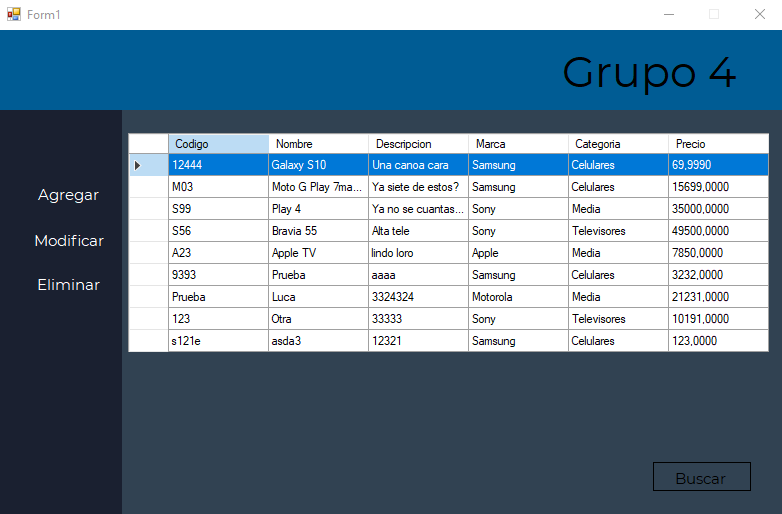 Form1
Grupo 4
Agregar
Modificar
Eliminar
Codigo Nombre Descripcion Marca Categoria Precio
12444 Galaxy S10 Una canoa cara Samsung Celulares 69,9990
M03 Moto G Play 7ma... Ya siete de estos? Samsung Celulares 15699,0000
S99 Play 4 Ya no se cuantas... Sony Media 35000,0000
S56 Bravia 55 Alta tele Sony Televisores 49500,0000
A23 Apple TV lindo loro Apple Media 7850,0000
9393 Prueba aaaa Samsung Celulares 3232,0000
Prueba Luca 3324324 Motorola Media 21231,0000
123 Otra 33333 Sony Televisores 10191,0000
s121e asda3 12321 Samsung Celulares 123,0000
Buscar